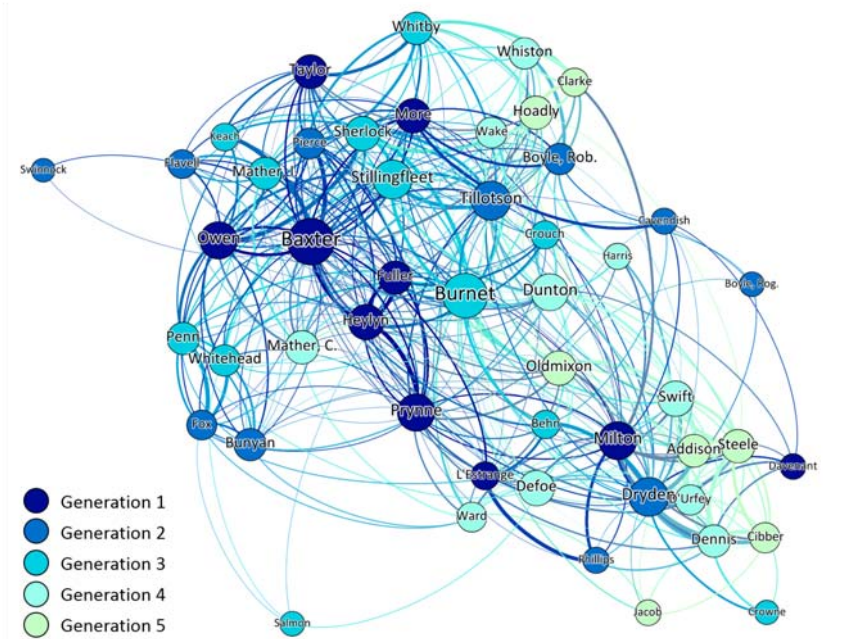 Whitby
Whiston
Taylor
Clarke
Hoadly
More
Keach
Pierce
Sherlock
Wake
Boyle, Rob.
Swinnock
Flavell
Mather, I.
Stillingfleet
Tillotson
Cavendish
Owen
Baxter
Crouch
Harris
Fuller
Burnet
Dunton
Boyle, Rog.
Heylyn
Penn
Whitehead
Mather, C.
Oldmixon
Swift
Prynne
Fox
Bunyan
Behn
Milton
Addison
Steele
L'Estrange
Defoe
Davenant
Dryden
D'Urfey
Ward
Dennis
Cibber
Phillips
Jacob
Crowne
Salmon
Generation 1
Generation 2
Generation 3
Generation 4
Generation 5